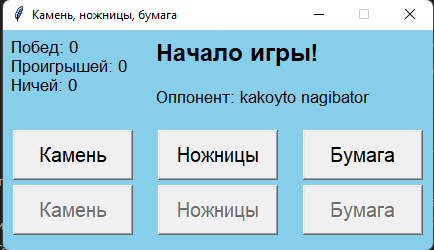 Камень, ножницы, бумага
Побед: 0
Проигрышей: 0
Ничей: 0
Начало игры!
Оппонент: kakoyto nagibator
Камень Ножницы Бумага
Камень Ножницы Бумага